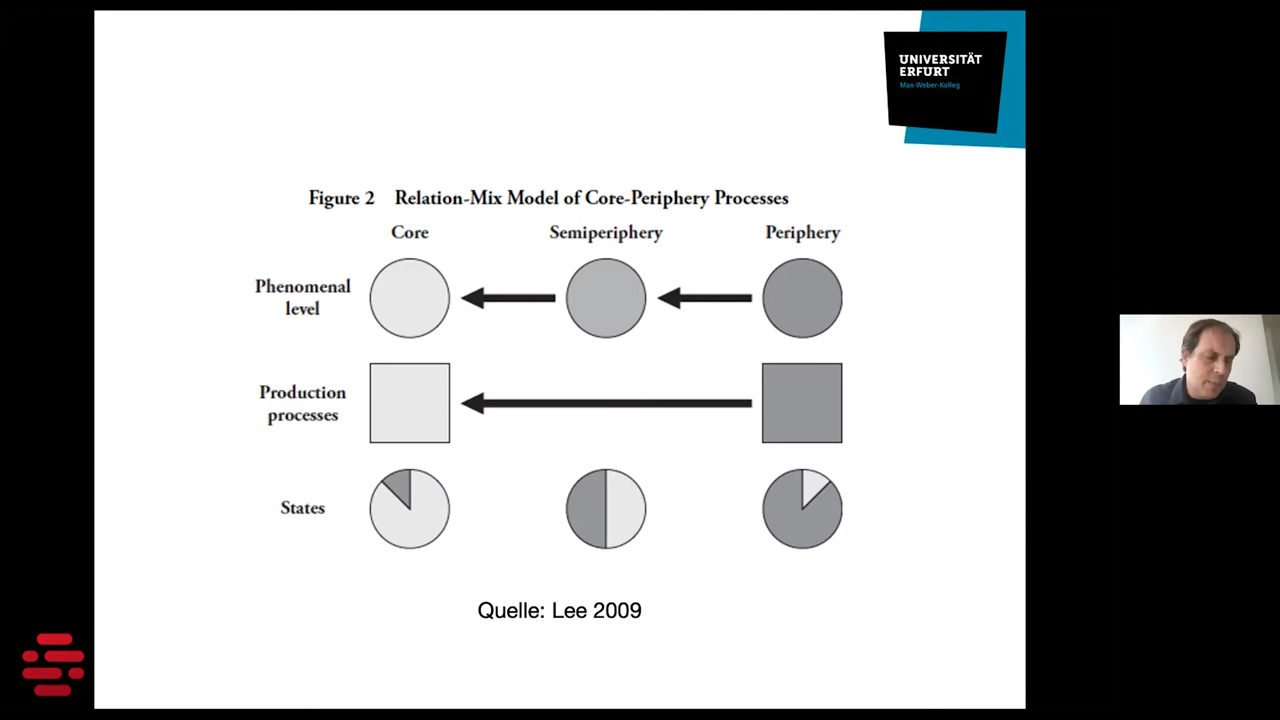 UNIVERSITÄT
ERFURT
Max-Weber-Kolleg
Figure 2 Relation-Mix Model of Core-Periphery Processes
Core Semiperiphery Periphery
Phenomenal
level
Production
processes
States
Quelle: Lee 2009